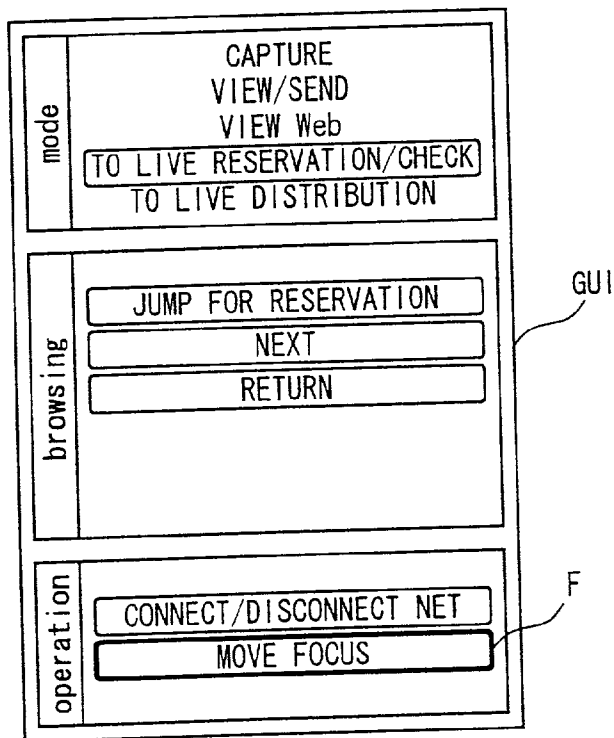 mode
CAPTURE
VIEW/SEND
VIEW Web
TO LIVE RESERVATION/CHECK
TO LIVE DISTRIBUTION
browsing
JUMP FOR RESERVATION
NEXT
RETURN
GUI
operation
CONNECT/DISCONNECT NET
MOVE FOCUS
F